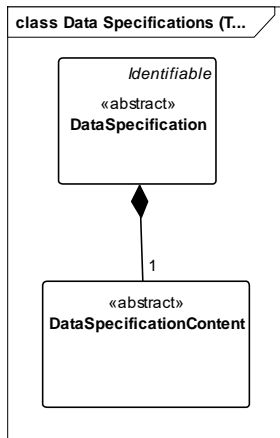 class Data Specifications (T...
Identifiable
«abstract»
DataSpecification
1
«abstract»
DataSpecificationContent